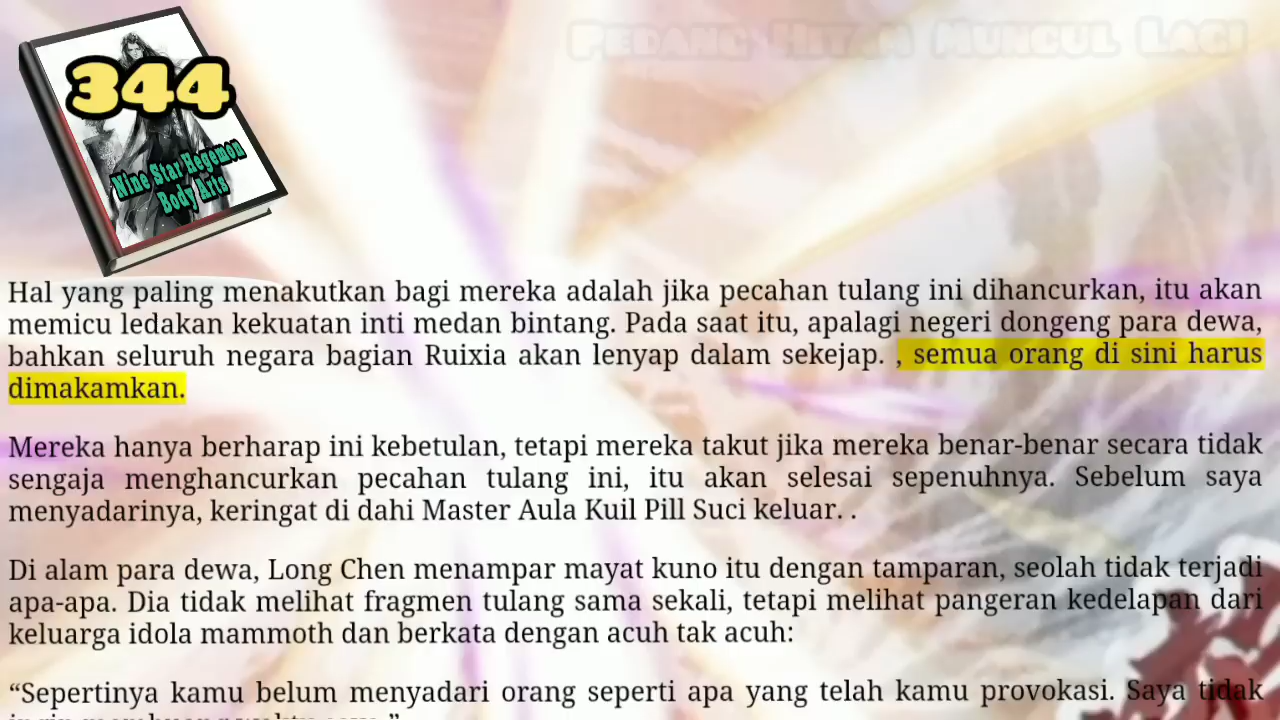 Pedang Hitam Muncul Lagi
344
Nine Star Hegemon
Body Arts
Hal yang paling menakutkan bagi mereka adalah jika pecahan tulang ini dihancurkan, itu akan
memicu ledakan kekuatan inti medan bintang. Pada saat itu, apalagi negeri dongeng para dewa,
bahkan seluruh negara bagian Ruixia akan lenyap dalam sekejap. , semua orang di sini harus
dimakamkan.
Mereka hanya berharap ini kebetulan, tetapi mereka takut jika mereka benar-benar secara tidak
sengaja menghancurkan pecahan tulang ini, itu akan selesai sepenuhnya. Sebelum saya
menyadarinya, keringat di dahi Master Aula Kuil Pill Suci keluar. .
Di alam para dewa, Long Chen menampar mayat kuno itu dengan tamparan, seolah tidak terjadi
apa-apa. Dia tidak melihat fragmen tulang sama sekali, tetapi melihat pangeran kedelapan dari
keluarga idola mammoth dan berkata dengan acuh tak acuh:
“Sepertinya kamu belum menyadari orang seperti apa yang telah kamu provokasi. Saya tidak